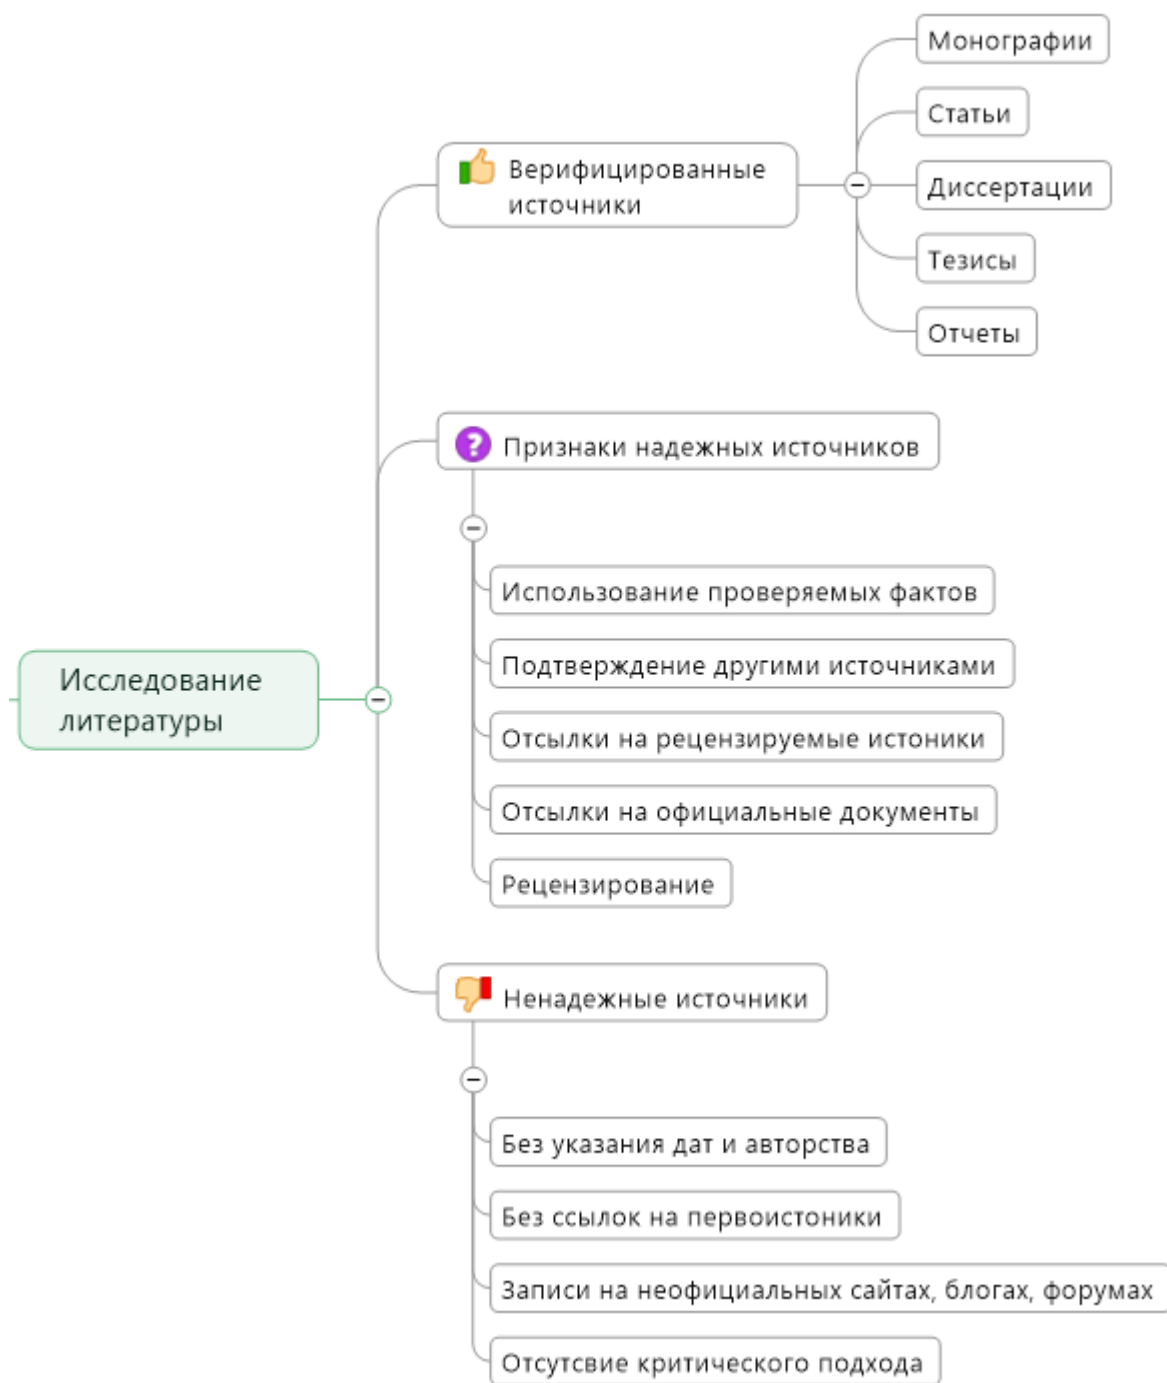 Монографии
Статьи
Верифицированные
источники
Диссертации
Тезисы
Отчеты
Признаки надежных источников
Использование проверяемых фактов
Подтверждение другими источниками
Исследование
литературы
Отсылки на рецензируемые истоники
Отсылки на официальные документы
Рецензирование
Ненадежные источники
Без указания дат и авторства
Без ссылок на первоистоники
Записи на неофициальных сайтах, блогах, форумах
Отсутсвие критического подхода